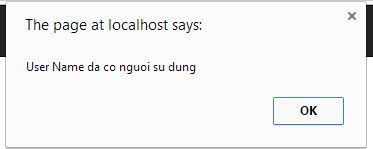 The page at localhost says:
User Name da co nguoi su dung
OK